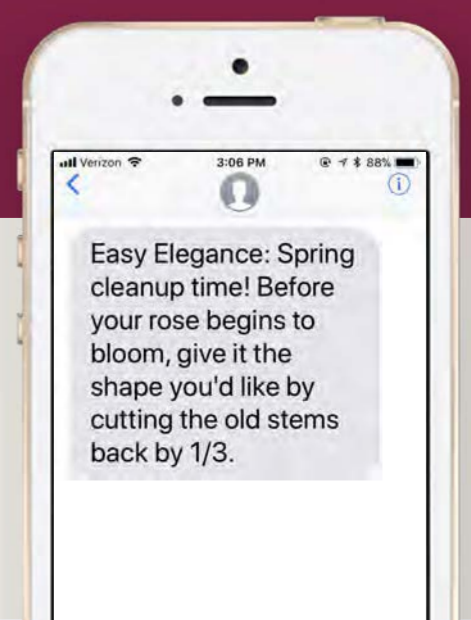 Verizon 3:06 PM 88%
Easy Elegance: Spring
cleanup time! Before
your rose begins to
bloom, give it the
shape you'd like by
cutting the old stems
back by 1/3.